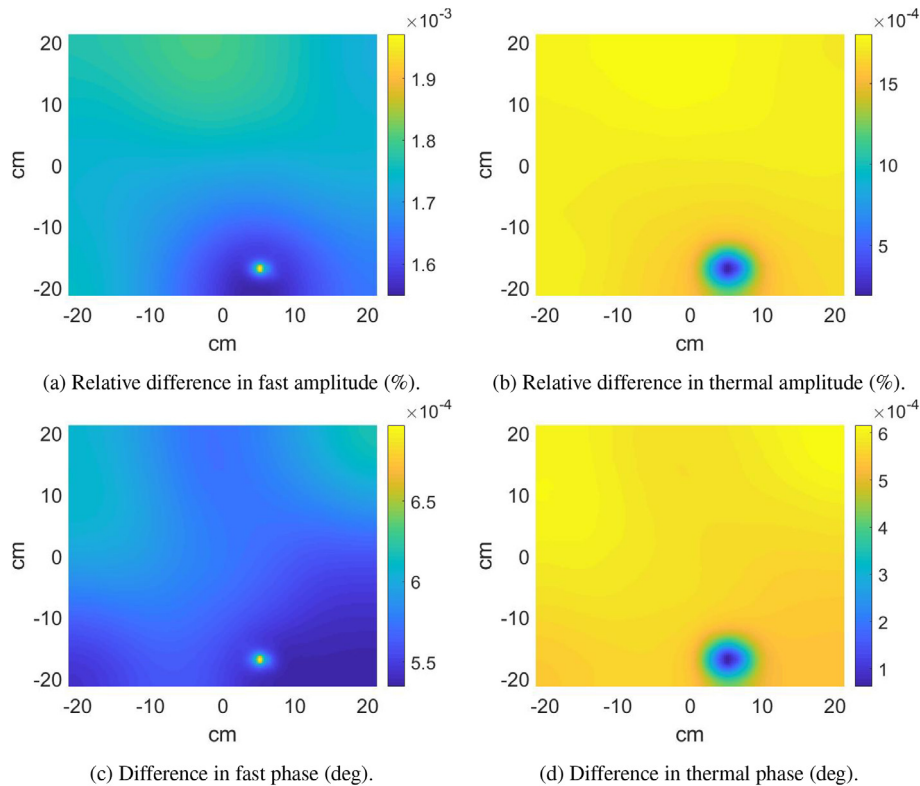 ×10-3
20
10
0
-10
-20
cm
-20 -10 0 10 20
cm
1.9
1.8
1.7
1.6
(a) Relative difference in fast amplitude (%).
×10-4
20
10
0
-10
-20
cm
-20 -10 0 10 20
cm
15
10
5
(b) Relative difference in thermal amplitude (%).
×10-4
20
10
0
-10
-20
cm
-20 -10 0 10 20
cm
6.5
6
5.5
(c) Difference in fast phase (deg).
×10-4
20
10
0
-10
-20
cm
-20 -10 0 10 20
cm
6
5
4
3
2
1
(d) Difference in thermal phase (deg).